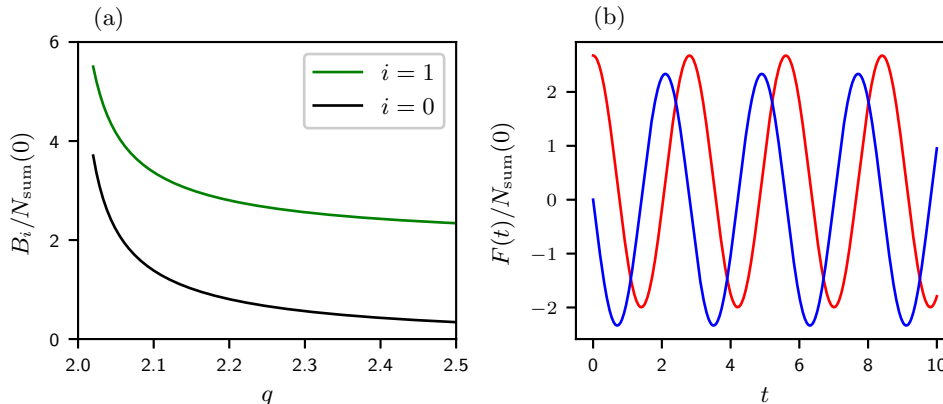 (a)
B_i/N_sum(0)
6
4
2
0
i = 1
i = 0
2.0 2.1 2.2 2.3 2.4 2.5
g
(b)
F(t)/N_sum(0)
2
1
0
−1
−2
0 2 4 6 8 10
t